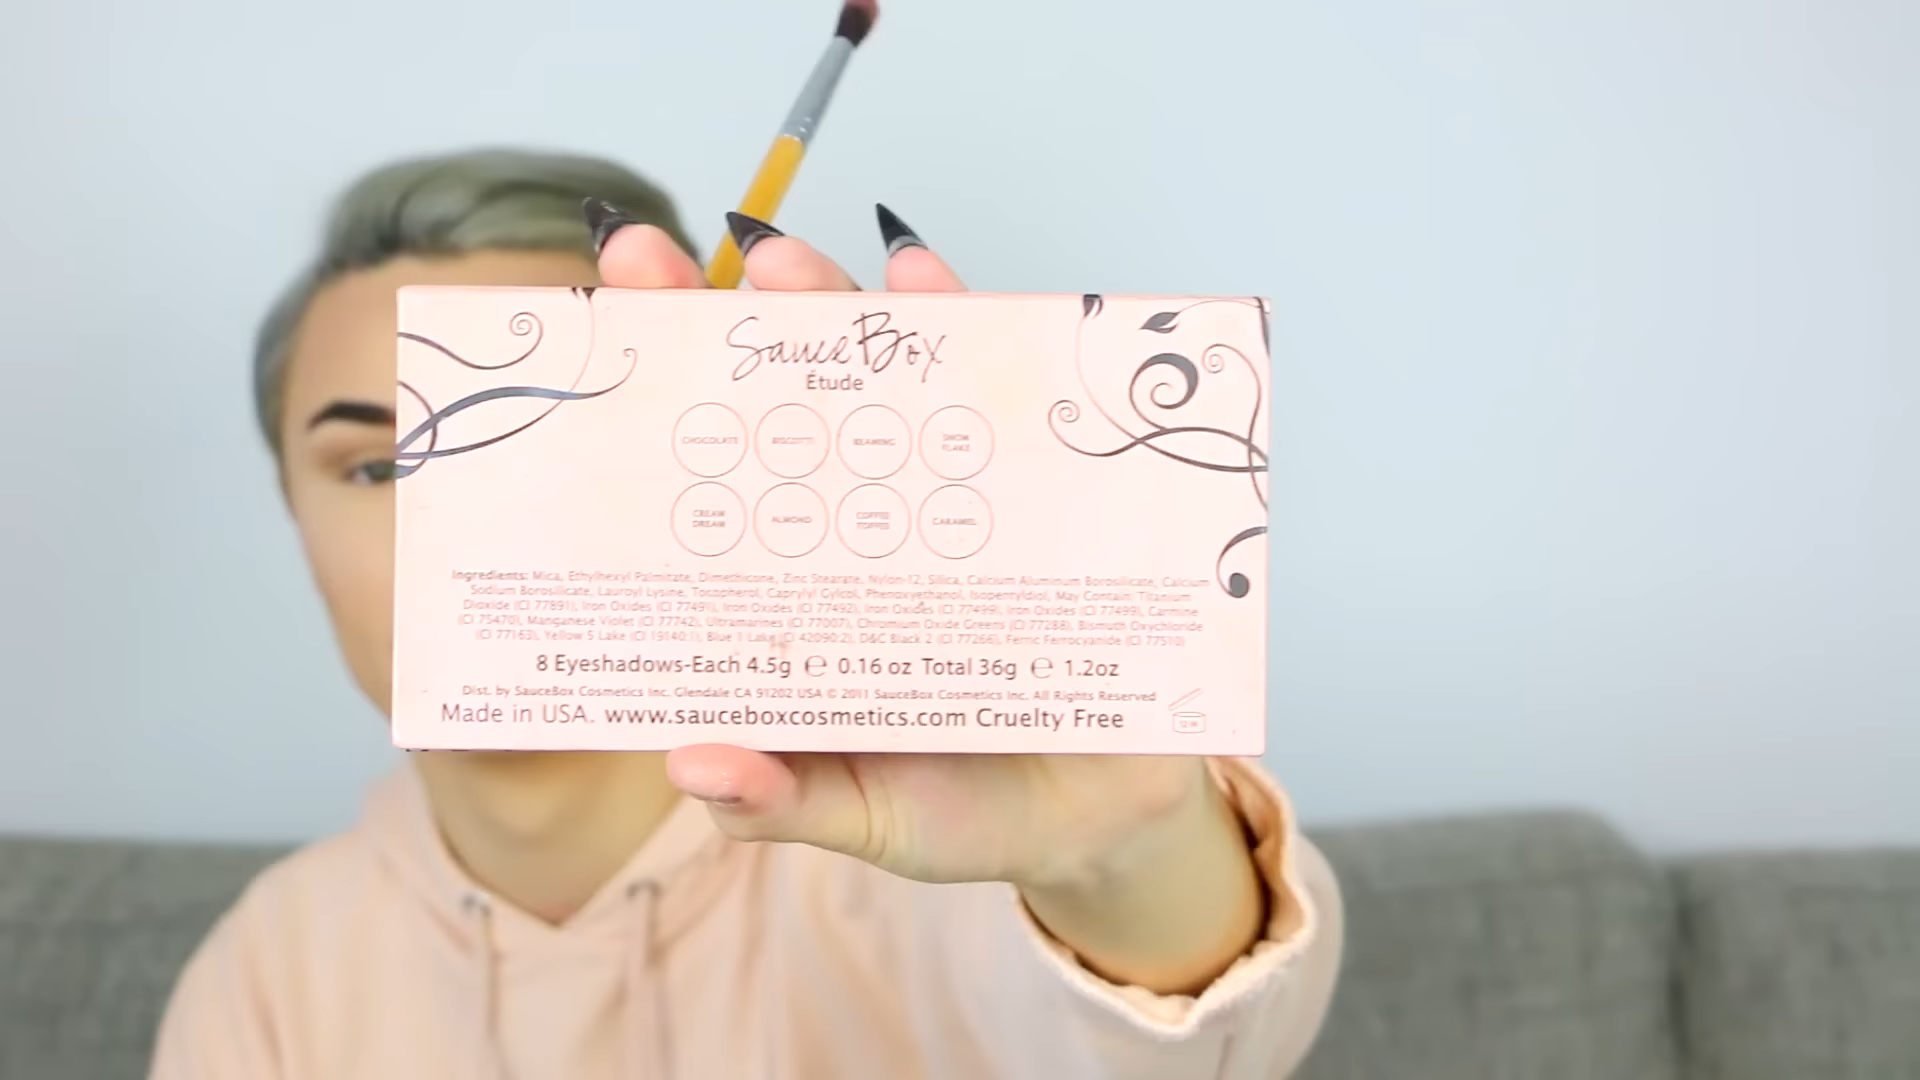 SauceBox
Étude
CHOCOLATE BISCOTTI BEAMING SNOW FLAKE
CREAM DREAM ALMOND COFFEE TOFFEE CARAMEL
Ingredients: Mica, Ethylhexyl Palmitate, Dimethicone, Zinc Stearate, Nylon-12, Silica, Calcium Aluminum Borosilicate, Calcium
Sodium Borosilicate, Lauroyl Lysine, Tocopherol, Caprylyl Gylcol, Phenoxyethanol, Isopentyldiol, May Contain: Titanium
Dioxide (CI 77891), Iron Oxides (CI 77491), Iron Oxides (CI 77492), Iron Oxides (CI 77499), Iron Oxides (CI 77499), Carmine
(CI 75470), Manganese Violet (CI 77742), Ultramarines (CI 77007), Chromium Oxide Greens (CI 77288), Bismuth Oxychloride
(CI 77163), Yellow 5 Lake (CI 19140:1), Blue 1 Lake (CI 42090:2), D&C Black 2 (CI 77266), Ferric Ferrocyanide (CI 77510)
8 Eyeshadows-Each 4.5g ℮ 0.16 oz Total 36g ℮ 1.2oz
Dist. by SauceBox Cosmetics Inc. Glendale CA 91202 USA © 2011 SauceBox Cosmetics Inc. All Rights Reserved
Made in USA. www.sauceboxcosmetics.com Cruelty Free
12 M